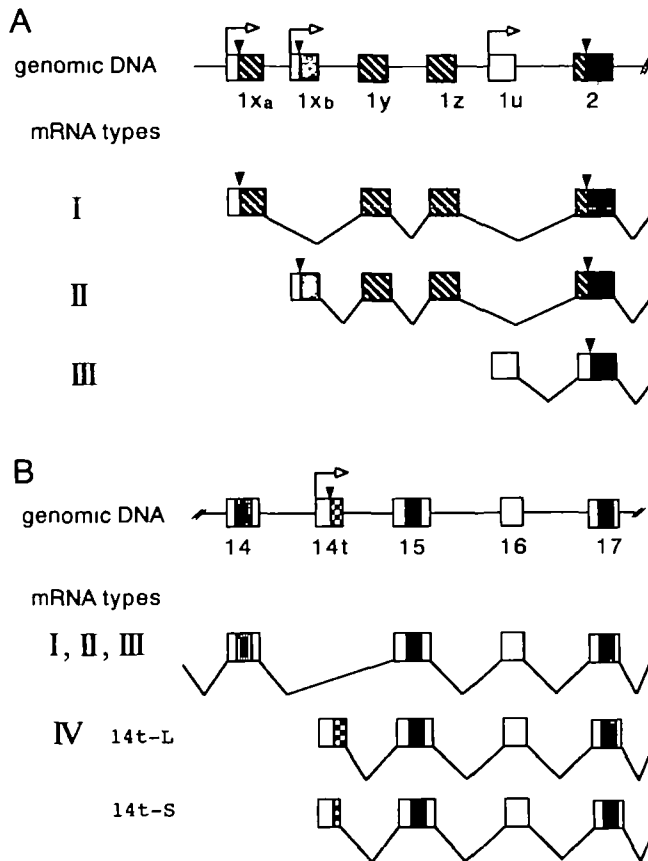 A
genomic DNA
1xa 1xb 1y 1z 1u 2
mRNA types
I
II
III
B
genomic DNA
14 14t 15 16 17
mRNA types
I, II, III
IV 14t-L
14t-S